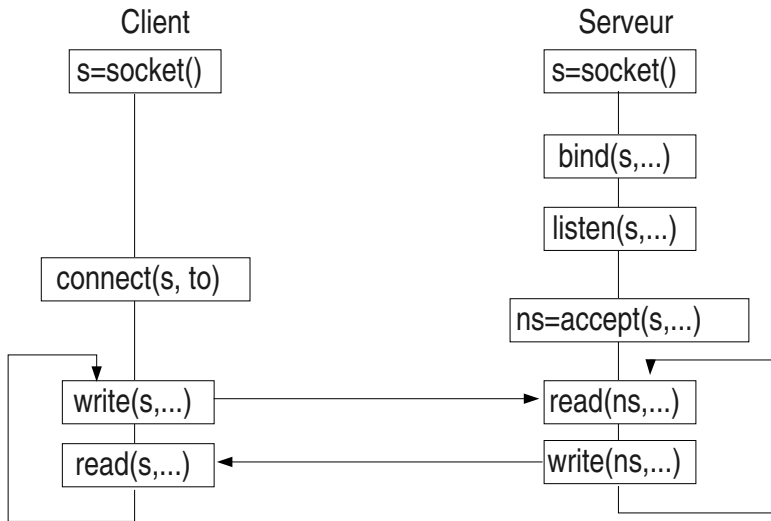 Client
s=socket()
connect(s, to)
write(s,...)
read(s,...)
Serveur
s=socket()
bind(s,...)
listen(s,...)
ns=accept(s,...)
read(ns,...)
write(ns,...)